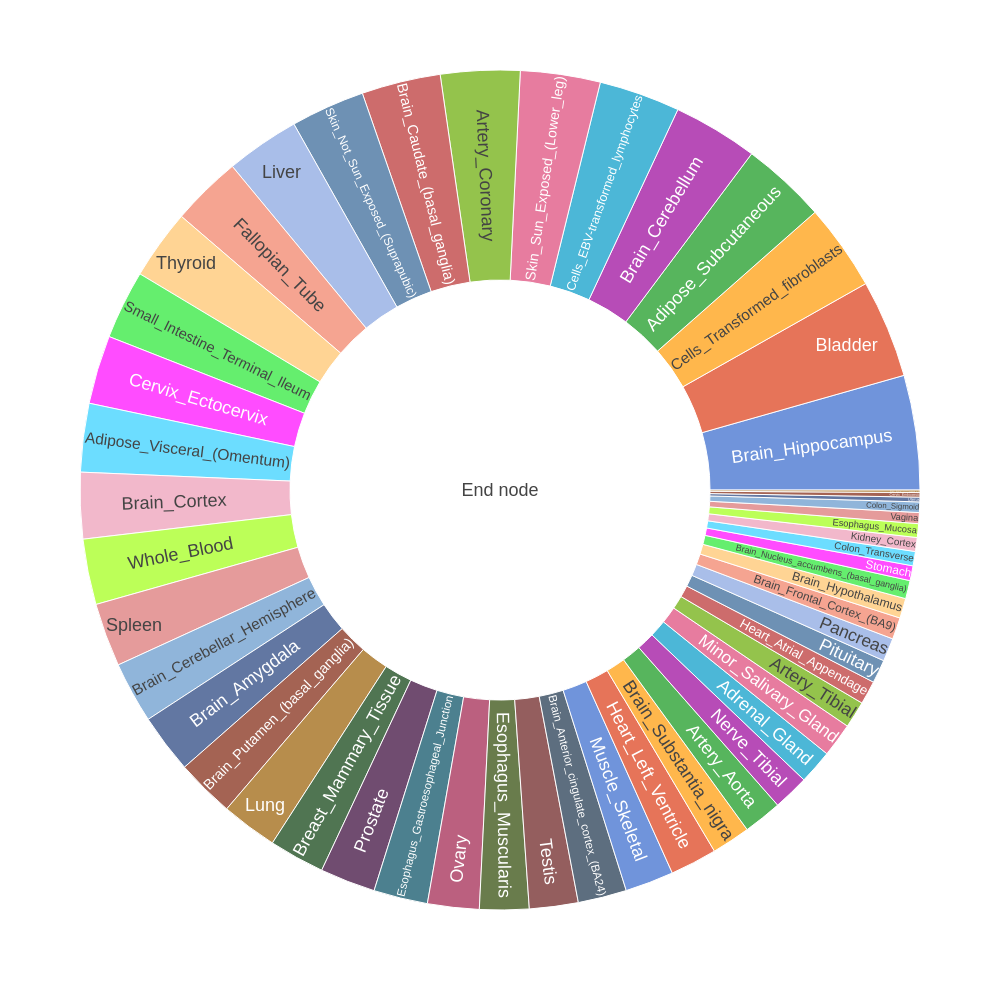 End node
Brain_Hippocampus
Bladder
Cells_Transformed_fibroblasts
Adipose_Subcutaneous
Brain_Cerebellum
Cells_EBV-transformed_lymphocytes
Skin_Sun_Exposed_(Lower_leg)
Artery_Coronary
Brain_Caudate_(basal_ganglia)
Skin_Not_Sun_Exposed_(Suprapubic)
Liver
Fallopian_Tube
Thyroid
Small_Intestine_Terminal_Ileum
Cervix_Ectocervix
Adipose_Visceral_(Omentum)
Brain_Cortex
Whole_Blood
Spleen
Brain_Cerebellar_Hemisphere
Brain_Amygdala
Brain_Putamen_(basal_ganglia)
Lung
Breast_Mammary_Tissue
Prostate
Esophagus_Gastroesophageal_Junction
Ovary
Esophagus_Muscularis
Testis
Brain_Anterior_cingulate_cortex_(BA24)
Muscle_Skeletal
Heart_Left_Ventricle
Brain_Substantia_nigra
Artery_Aorta
Nerve_Tibial
Adrenal_Gland
Minor_Salivary_Gland
Artery_Tibial
Heart_Atrial_Appendage
Pituitary
Pancreas
Brain_Frontal_Cortex_(BA9)
Brain_Hypothalamus
Brain_Nucleus_accumbens_(basal_ganglia)
Stomach
Colon_Transverse
Kidney_Cortex
Esophagus_Mucosa
Vagina
Colon_Sigmoid